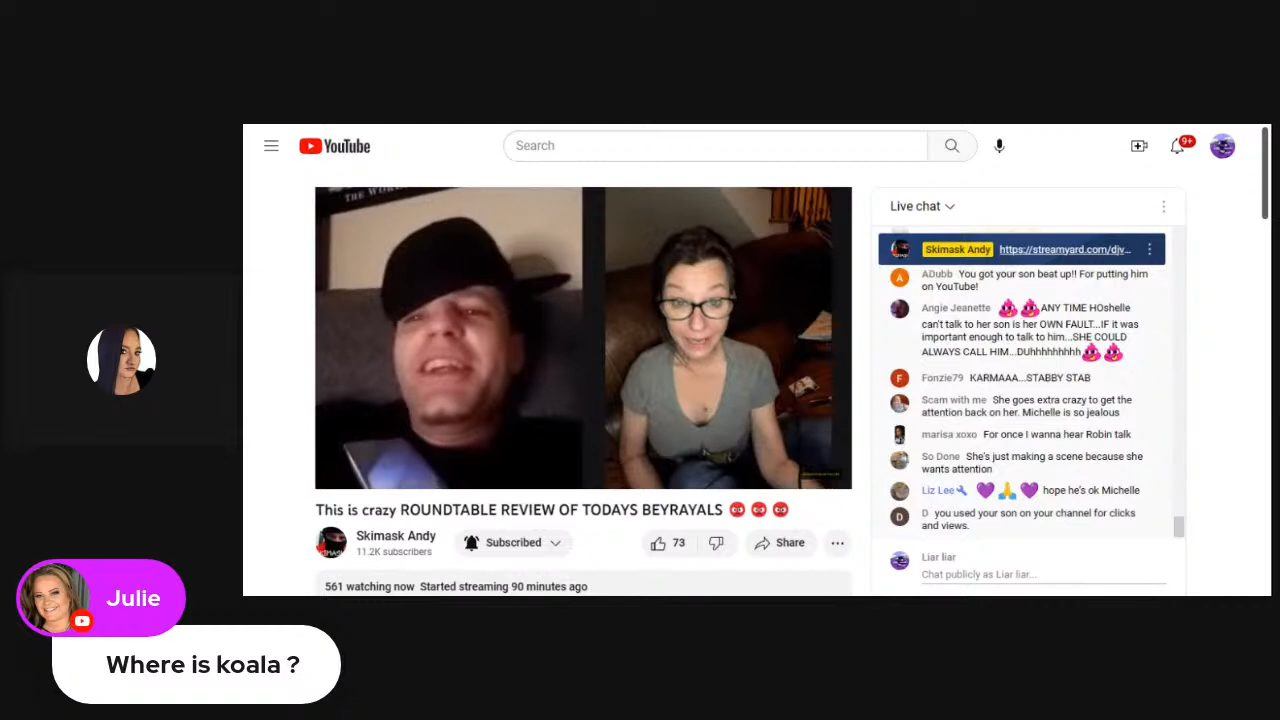 YouTube
Search
9+
THE WOR
Live chat
Skimask Andy https://streamyard.com/djv...
ADubb You got your son beat up!! For putting him
on YouTube!
Angie Jeanette ANY TIME HOshelle
can't talk to her son is her OWN FAULT...IF it was
important enough to talk to him...SHE COULD
ALWAYS CALL HIM...DUhhhhhhhhh
Fonzie79 KARMAAA...STABBY STAB
Scam with me She goes extra crazy to get the
attention back on her. Michelle is so jealous
marisa xoxo For once I wanna hear Robin talk
So Done She's just making a scene because she
wants attention
Liz Lee 💜🙏💜 hope he's ok Michelle
D you used your son on your channel for clicks
and views.
Liar liar
Chat publicly as Liar liar...
This is crazy ROUNDTABLE REVIEW OF TODAYS BEYRAYALS
Skimask Andy
11.2K subscribers
Subscribed
73
Share
561 watching now Started streaming 90 minutes ago
Julie
Where is koala ?